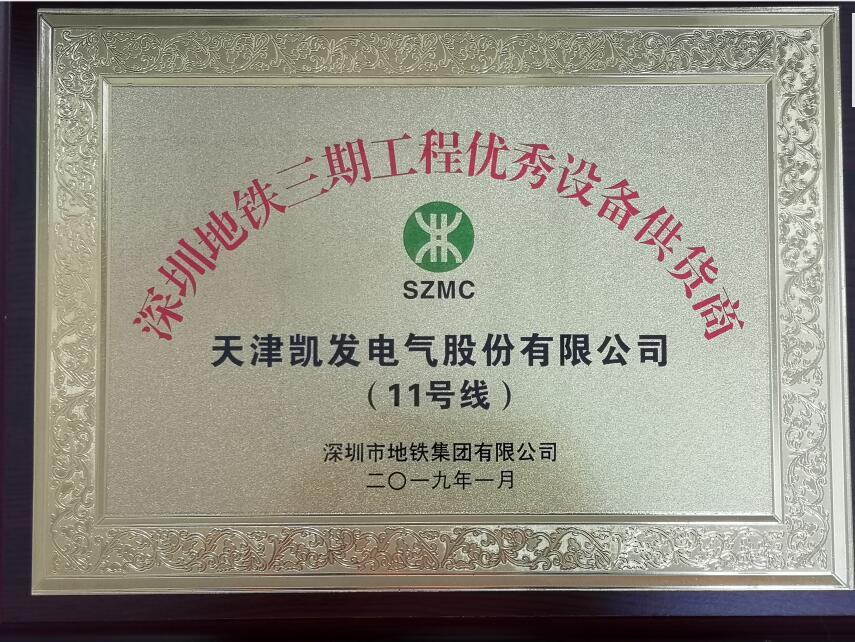 深圳地铁三期工程优秀设备供货商
SZMC
天津凯发电气股份有限公司
（11号线）
深圳市地铁集团有限公司
二〇一九年一月